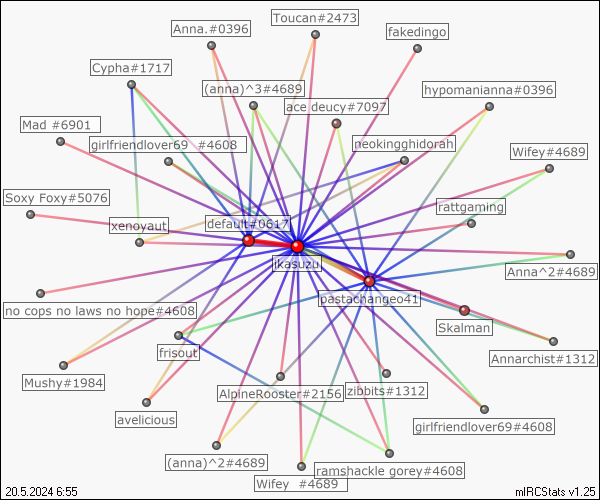 Toucan#2473
Anna.#0396
fakedingo
Cypha#1717
(anna)^3#4689
hypomanianna#0396
ace deucy#7097
Mad #6901
girlfriendlover69 #4608
neokingghidorah
Wifey#4689
Soxy Foxy#5076
rattgaming
xenoyaut
default#0617
jkasuzu
Anna^2#4689
pastachangeo41
no cops no laws no hope#4608
Skalman
frisout
Annarchist#1312
Mushy#1984
AlpineRooster#2156
zibbits#1312
avelicious
girlfriendlover69#4608
(anna)^2#4689
ramshackle gorey#4608
Wifey #4689
20.5.2024 6:55
mIRCStats v1.25